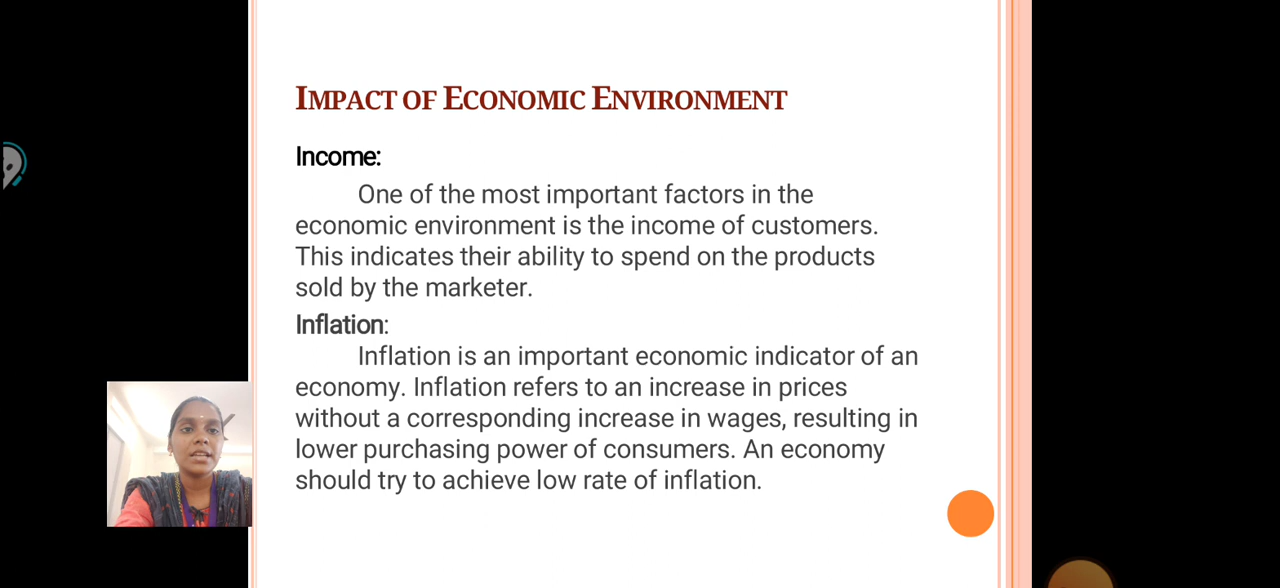 IMPACT OF ECONOMIC ENVIRONMENT
Income:
One of the most important factors in the
economic environment is the income of customers.
This indicates their ability to spend on the products
sold by the marketer.
Inflation:
Inflation is an important economic indicator of an
economy. Inflation refers to an increase in prices
without a corresponding increase in wages, resulting in
lower purchasing power of consumers. An economy
should try to achieve low rate of inflation.